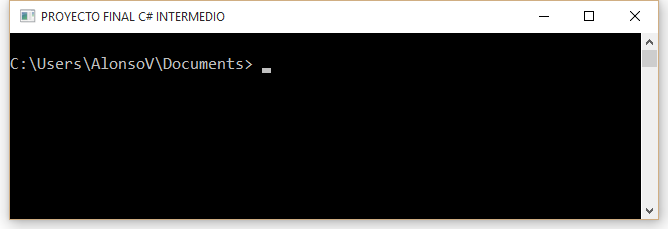 PROYECTO FINAL C# INTERMEDIO
C:\Users\AlonsoV\Documents>